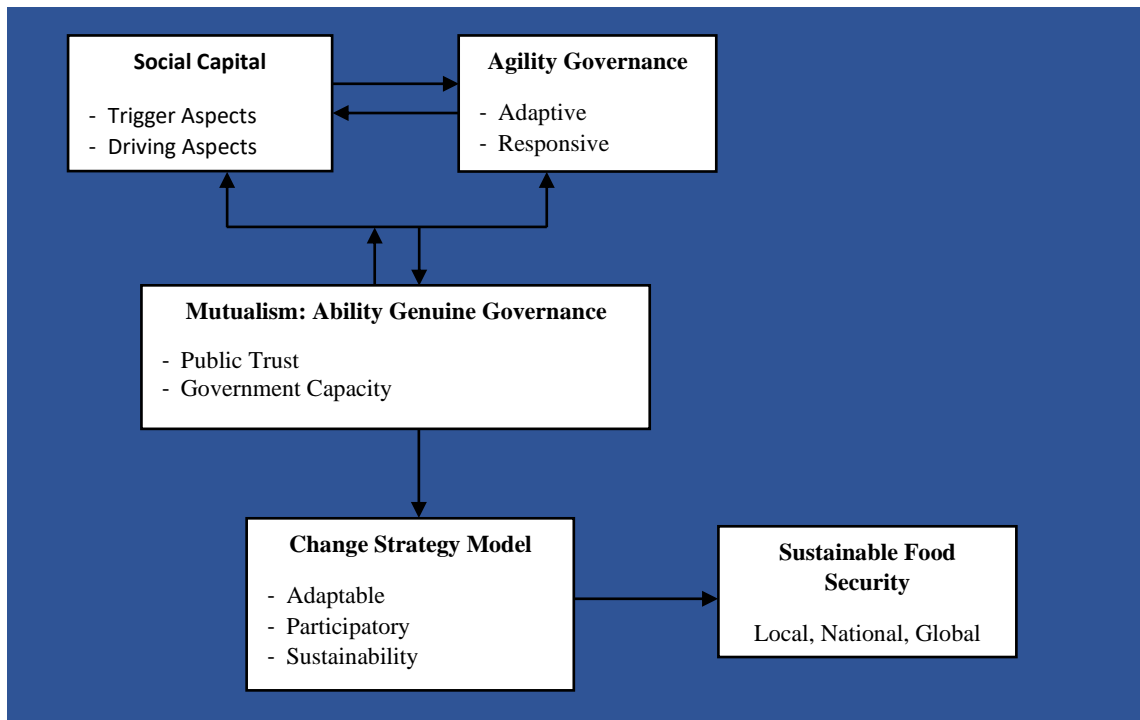 Social Capital
- Trigger Aspects
- Driving Aspects
Agility Governance
- Adaptive
- Responsive
Mutualism: Ability Genuine Governance
- Public Trust
- Government Capacity
Change Strategy Model
- Adaptable
- Participatory
- Sustainability
Sustainable Food
Security
Local, National, Global